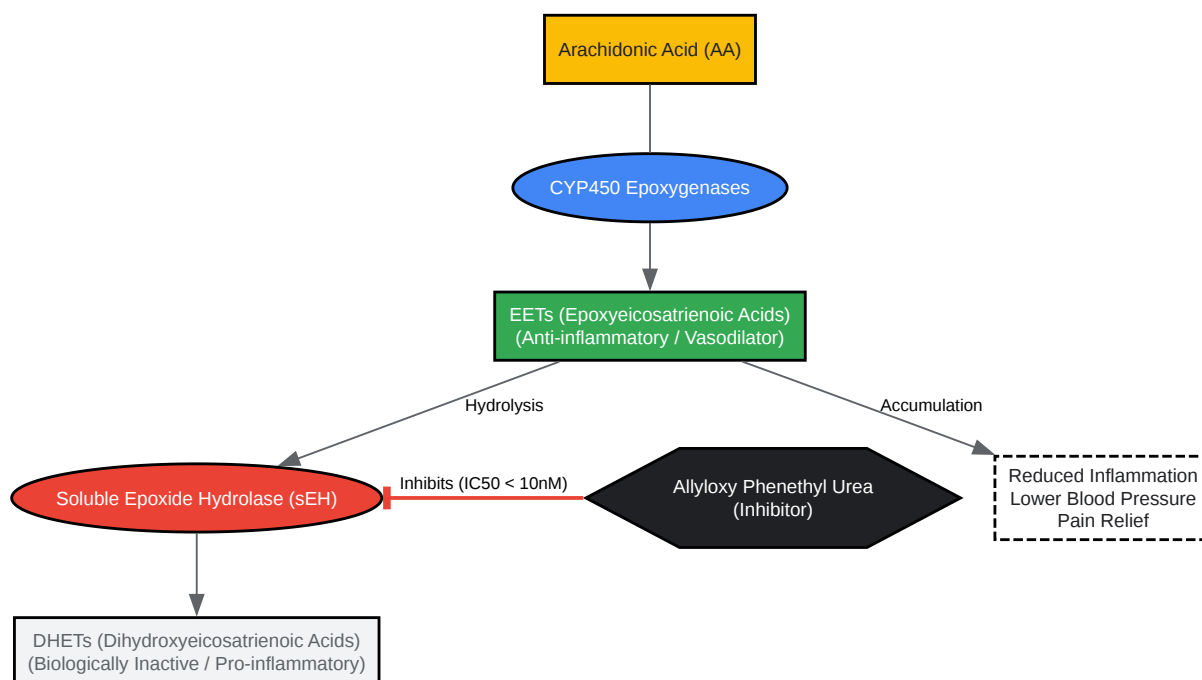 Arachidonic Acid (AA)
CYP450 Epoxygenases
EETs (Epoxyeicosatrienoic Acids)
(Anti-inflammatory / Vasodilator)
Hydrolysis
Accumulation
Soluble Epoxide Hydrolase (sEH)
Inhibits (IC50 < 10nM)
Allyloxy Phenethyl Urea
(Inhibitor)
Reduced Inflammation
Lower Blood Pressure
Pain Relief
DHETs (Dihydroxyeicosatrienoic Acids)
(Biologically Inactive / Pro-inflammatory)